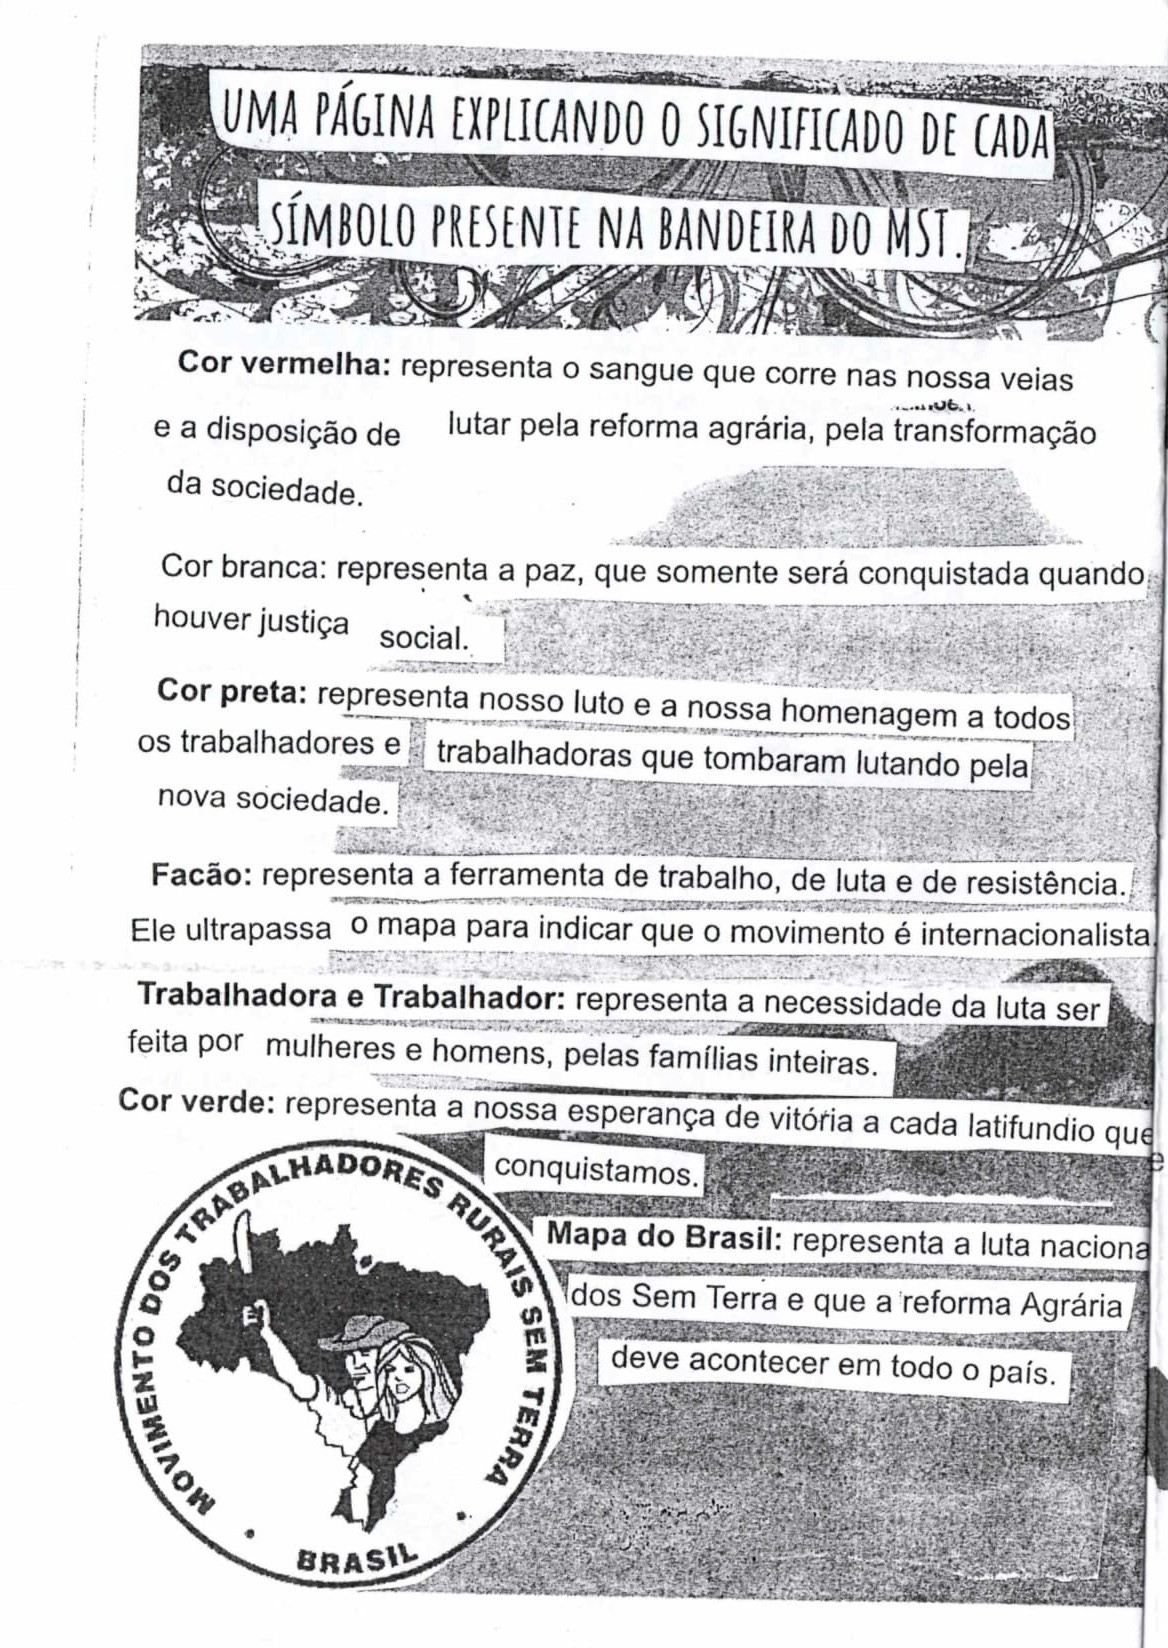 UMA PÁGINA EXPLICANDO O SIGNIFICADO DE CADA
SÍMBOLO PRESENTE NA BANDEIRA DO MST.
Cor vermelha: representa o sangue que corre nas nossa veias
e a disposição de lutar pela reforma agrária, pela transformação
da sociedade.
Cor branca: representa a paz, que somente será conquistada quando
houver justiça social.
Cor preta: representa nosso luto e a nossa homenagem a todos
os trabalhadores e trabalhadoras que tombaram lutando pela
nova sociedade.
Facão: representa a ferramenta de trabalho, de luta e de resistência.
Ele ultrapassa o mapa para indicar que o movimento é internacionalista.
Trabalhadora e Trabalhador: representa a necessidade da luta ser
feita por mulheres e homens, pelas famílias inteiras.
Cor verde: representa a nossa esperança de vitória a cada latifundio que
conquistamos.
Mapa do Brasil: representa a luta naciona
dos Sem Terra e que a reforma Agrária
deve acontecer em todo o país.
MOVIMENTO DOS TRABALHADORES RURAIS SEM TERRA
BRASIL